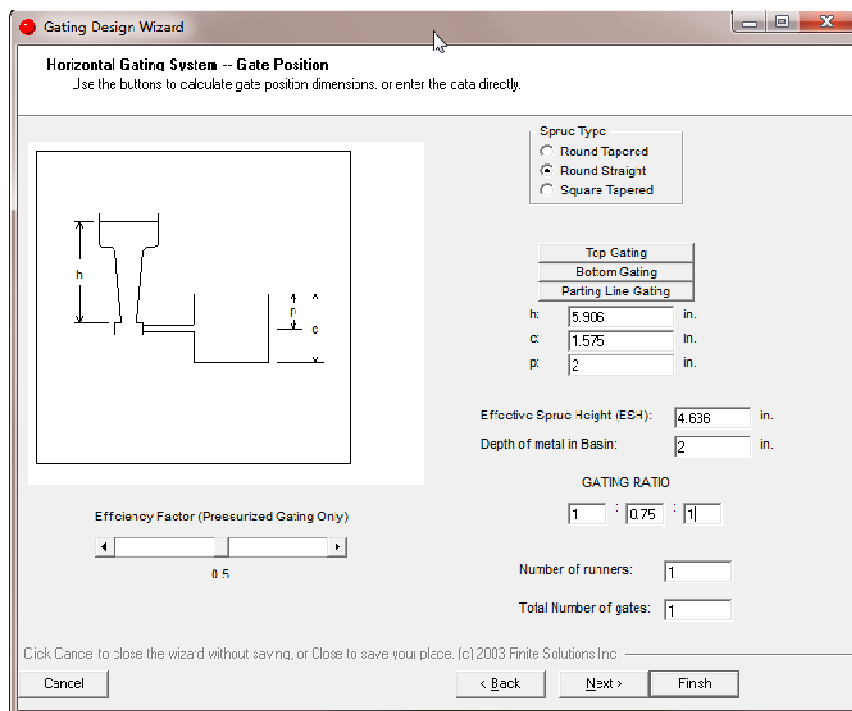 Gating Design Wizard
Horizontal Gating System -- Gate Position
Use the buttons to calculate gate position dimensions, or enter the data directly.
Sprue Type
Round Tapered
Round Straight
Square Tapered
h
p
c
Top Gating
Bottom Gating
Parting Line Gating
h: 5.906 in.
c: 1.575 in.
p: 2 in.
Effective Sprue Height (ESH): 4.636 in.
Depth of metal in Basin: 2 in.
GATING RATIO
1 : 0.75 : 1
Efficiency Factor (Pressurized Gating Only)
0.5
Number of runners: 1
Total Number of gates: 1
Click Cancel to close the wizard without saving, or Close to save your place. (c) 2003 Finite Solutions Inc
Cancel
< Back
Next >
Finish